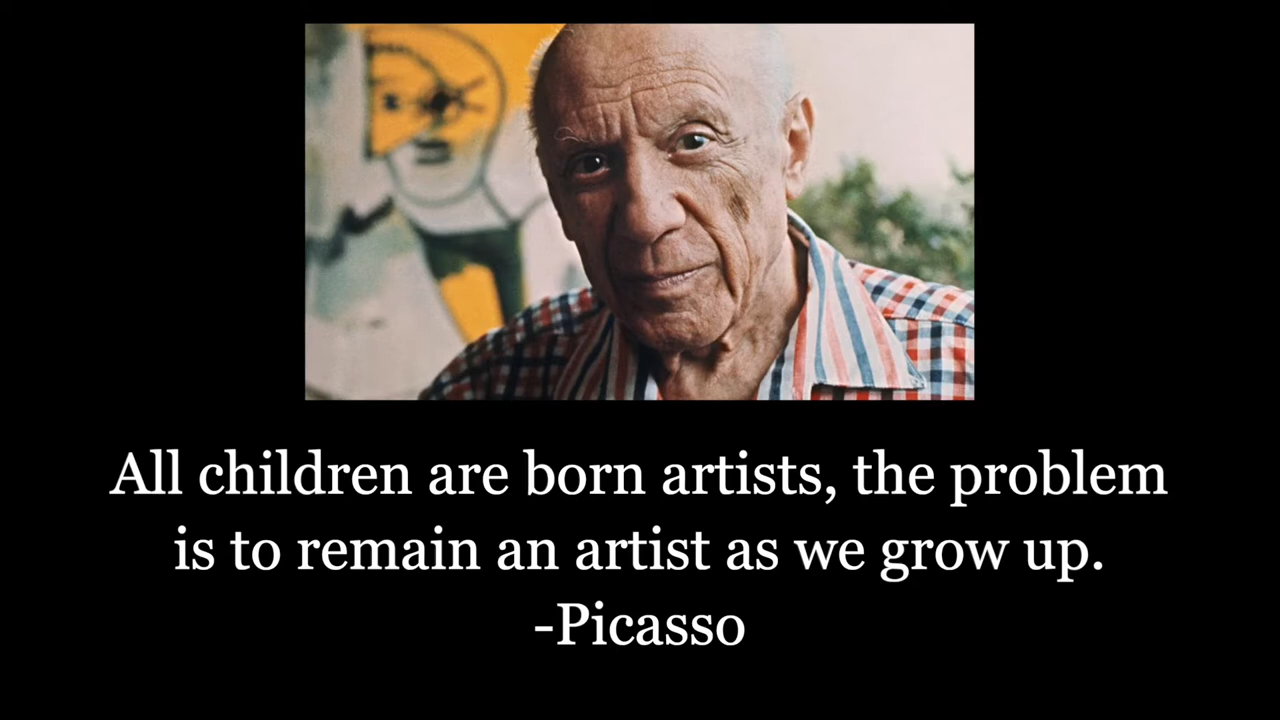 All children are born artists, the problem
is to remain an artist as we grow up.
-Picasso